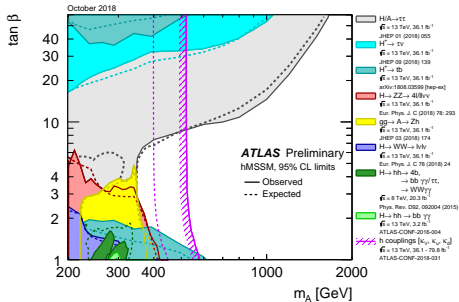 October 2018
tan β
60
50
40
30
20
10
5
4
3
2
1
200
300
400
1000
2000
m_A [GeV]
ATLAS Preliminary
hMSSM, 95% CL limits
Observed
Expected
H/A→ττ
√s = 13 TeV, 36.1 fb⁻¹
JHEP 01 (2018) 055
H⁺→ τν
√s = 13 TeV, 36.1 fb⁻¹
JHEP 09 (2018) 139
H⁺→ tb
√s = 13 TeV, 36.1 fb⁻¹
arXiv:1808.03599 [hep-ex]
H→ ZZ→ 4l/llνν
√s = 13 TeV, 36.1 fb⁻¹
Eur. Phys. J. C (2018) 78: 293
gg→ A→ Zh
√s = 13 TeV, 36.1 fb⁻¹
JHEP 03 (2018) 174
H→ WW→ lνlν
√s = 13 TeV, 36.1 fb⁻¹
Eur. Phys. J. C 78 (2018) 24
H→ hh→ 4b,
→ bb γγ/ττ,
→ WWγγ
√s = 8 TeV, 20.3 fb⁻¹
Phys. Rev. D92, 092004 (2015)
H→ hh→ bb γγ
√s = 13 TeV, 3.2 fb⁻¹
ATLAS-CONF-2016-004
h couplings [κ_V, κ_u, κ_d]
√s = 13 TeV, 36.1 - 79.8 fb⁻¹
ATLAS-CONF-2018-031